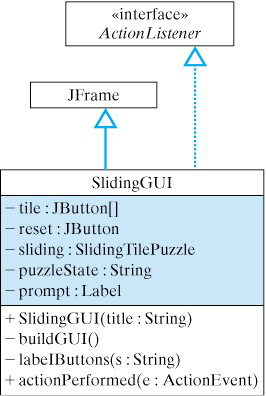 «interface»
ActionListener
JFrame
SlidingGUI
− tile : JButton[]
− reset : JButton
− sliding : SlidingTilePuzzle
− puzzleState : String
− prompt : Label
+ SlidingGUI(title : String)
− buildGUI()
− labelButtons(s : String)
+ actionPerformed(e : ActionEvent)